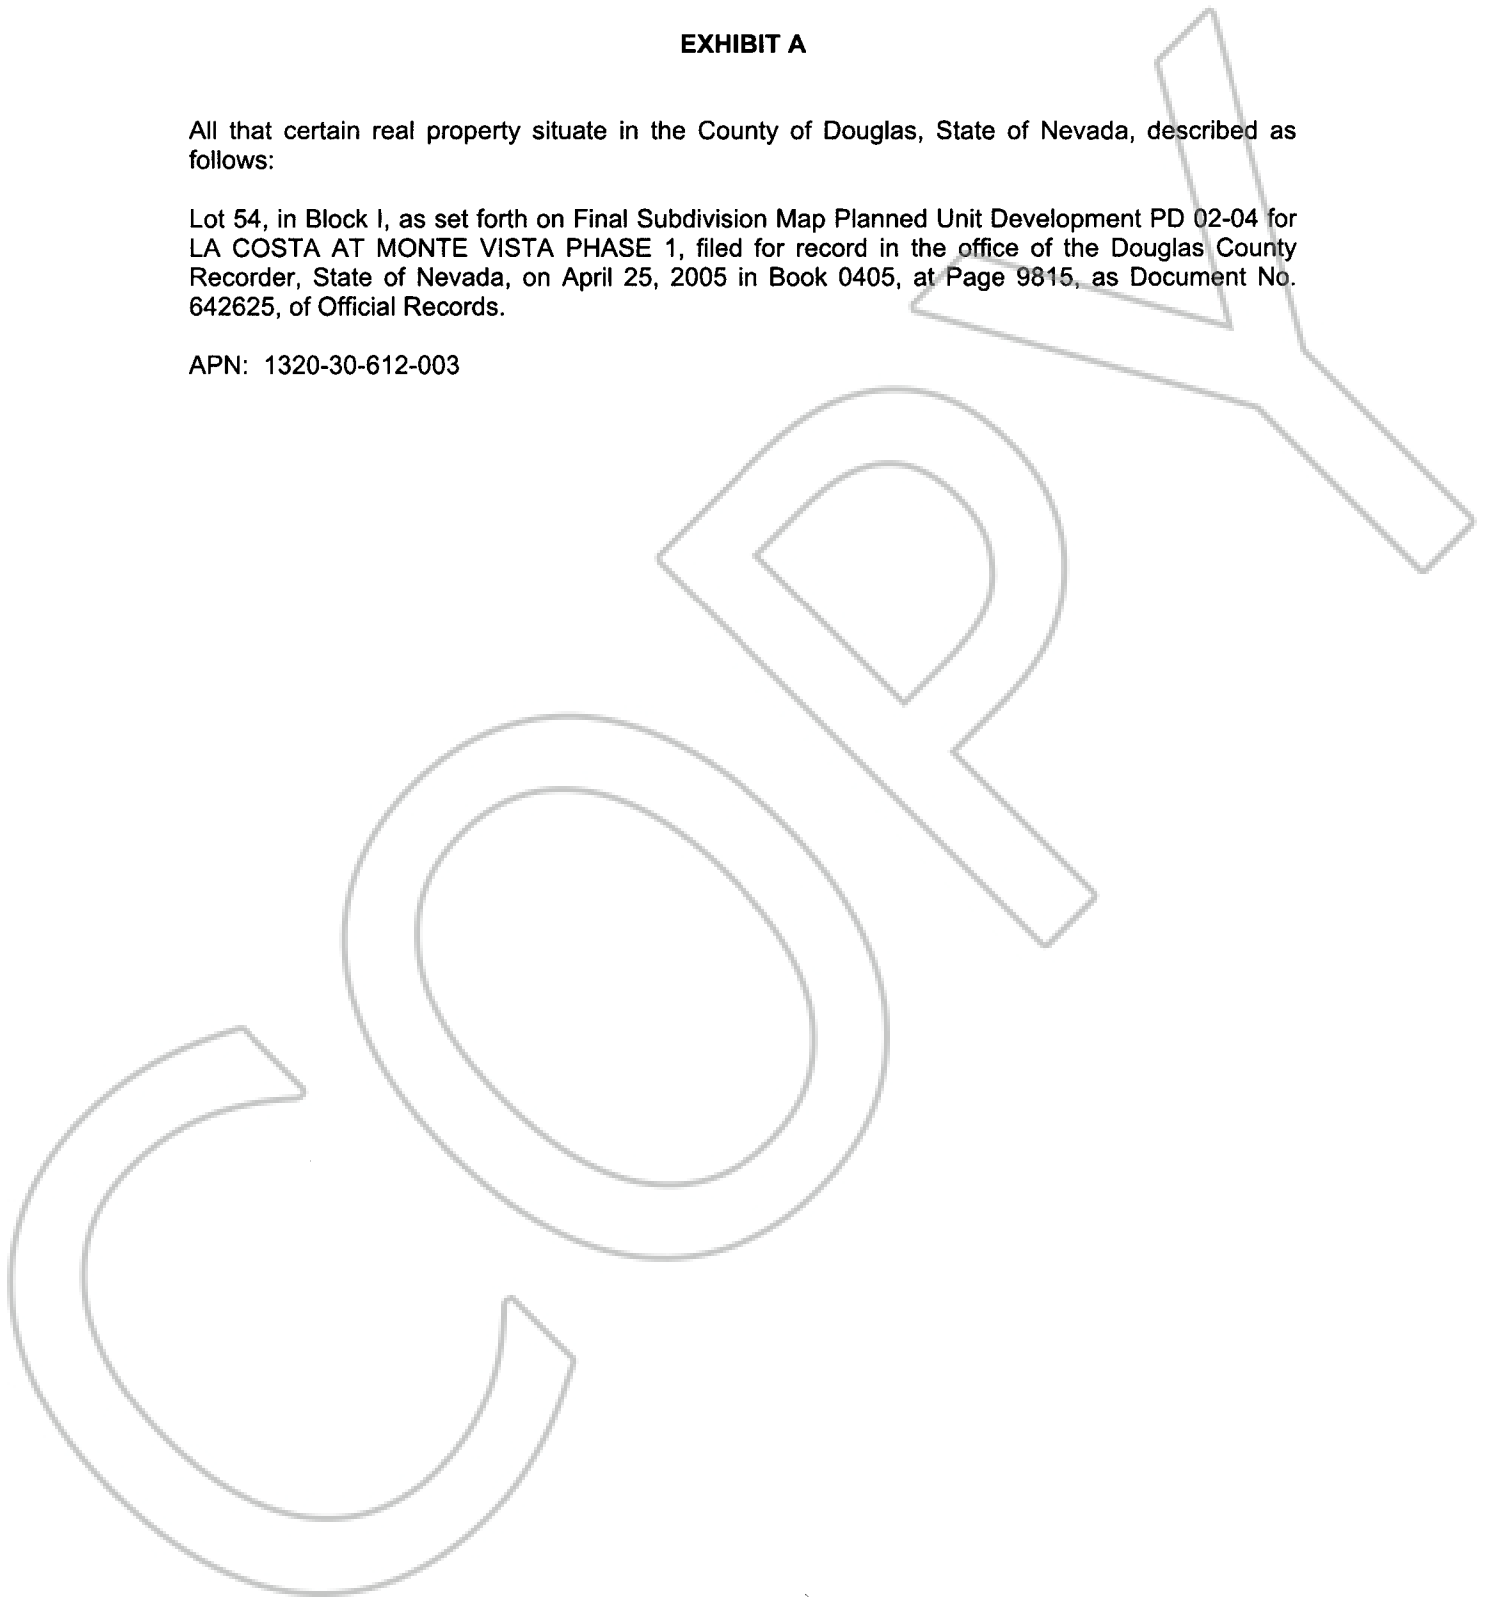 EXHIBIT A
All that certain real property situate in the County of Douglas, State of Nevada, described as
follows:
Lot 54, in Block I, as set forth on Final Subdivision Map Planned Unit Development PD 02-04 for
LA COSTA AT MONTE VISTA PHASE 1, filed for record in the office of the Douglas County
Recorder, State of Nevada, on April 25, 2005 in Book 0405, at Page 9815, as Document No.
642625, of Official Records.
APN: 1320-30-612-003
COPY